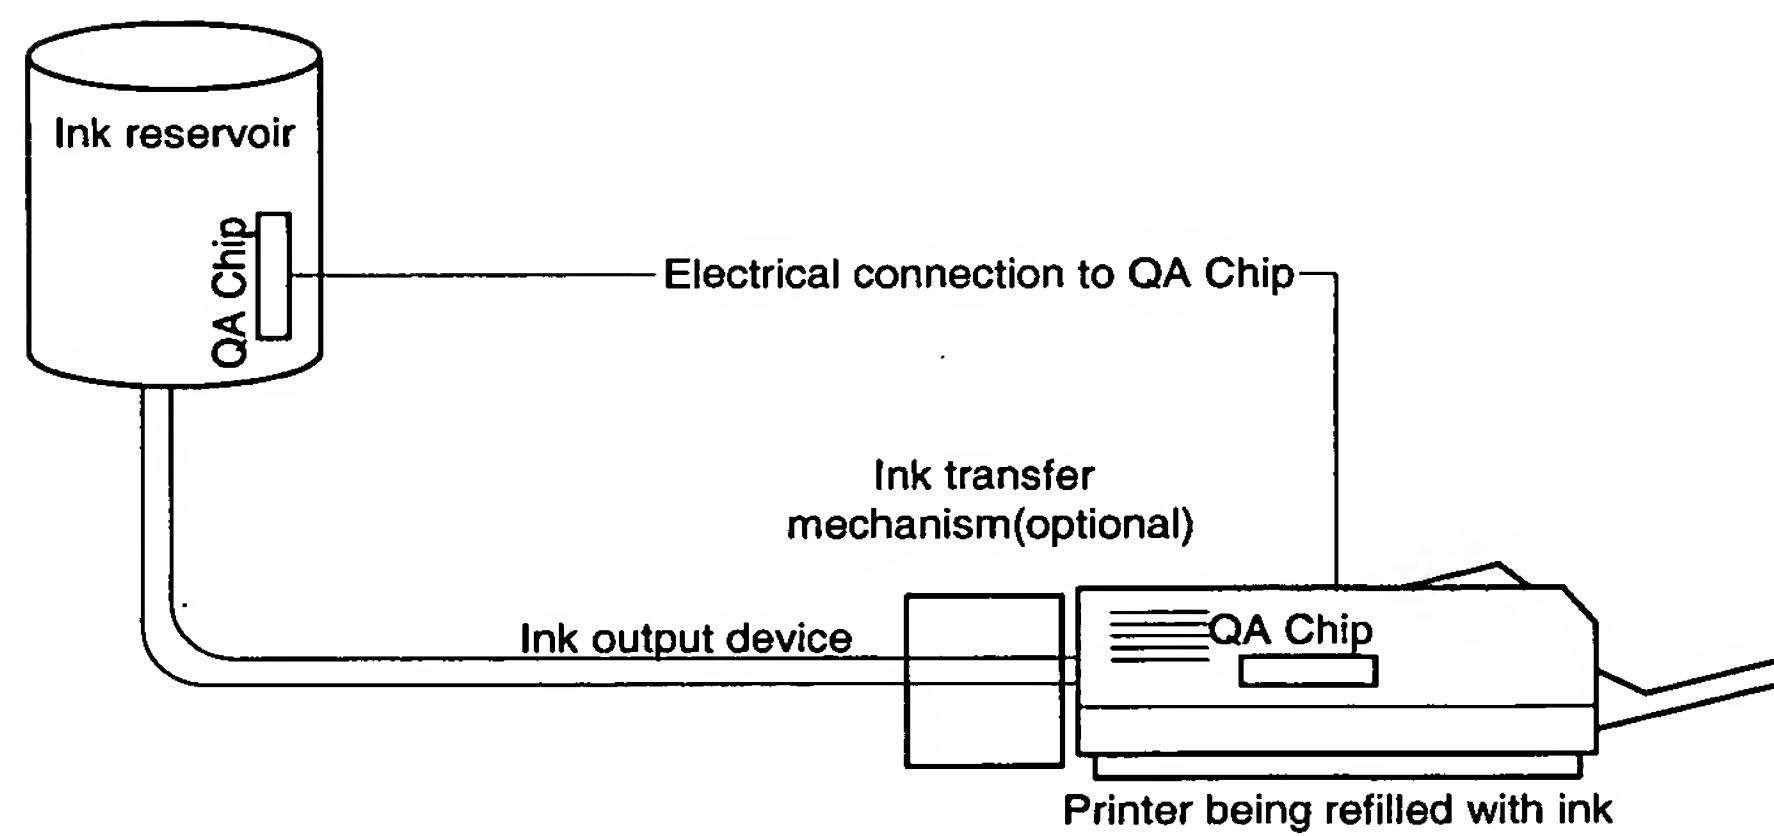 Ink reservoir
QA Chip
Electrical connection to QA Chip
Ink transfer
mechanism(optional)
Ink output device
QA Chip
Printer being refilled with ink